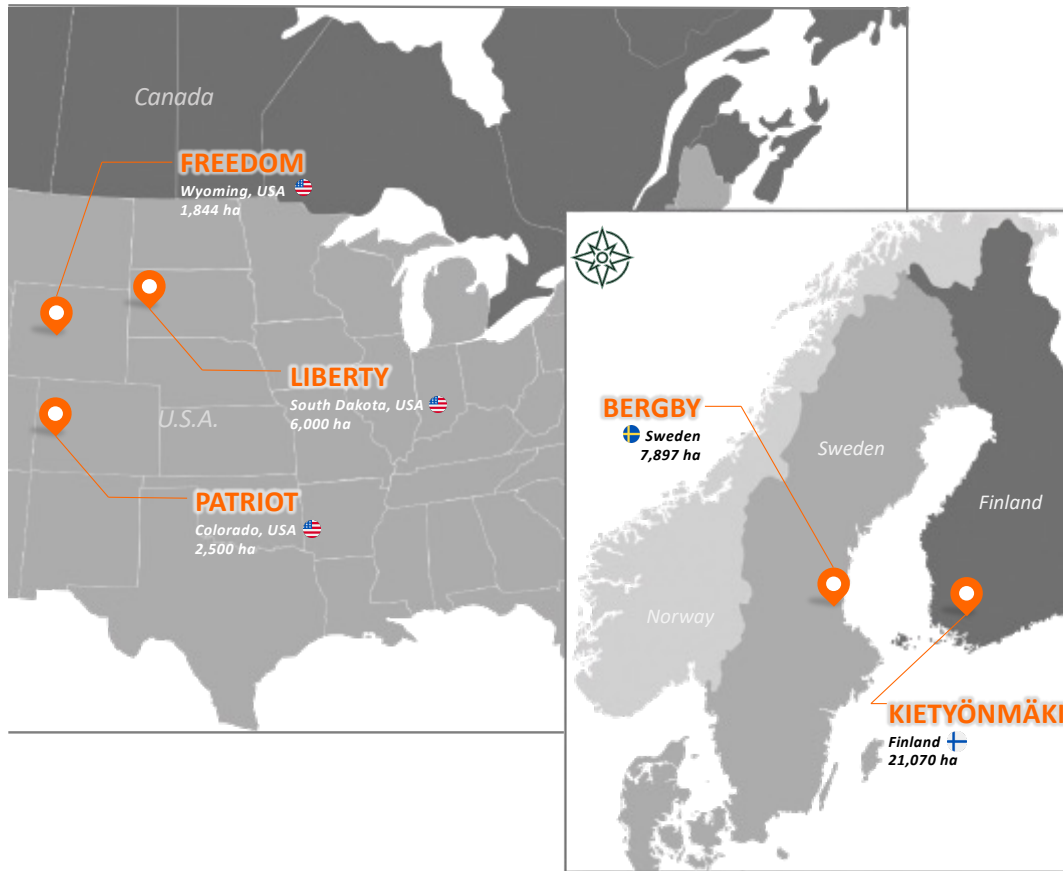 Canada
FREEDOM
Wyoming, USA
1,844 ha
LIBERTY
South Dakota, USA
6,000 ha
U.S.A.
PATRIOT
Colorado, USA
2,500 ha
BERGBY
Sweden
7,897 ha
Sweden
Finland
Norway
KIETYÖNMÄKI
Finland
21,070 ha